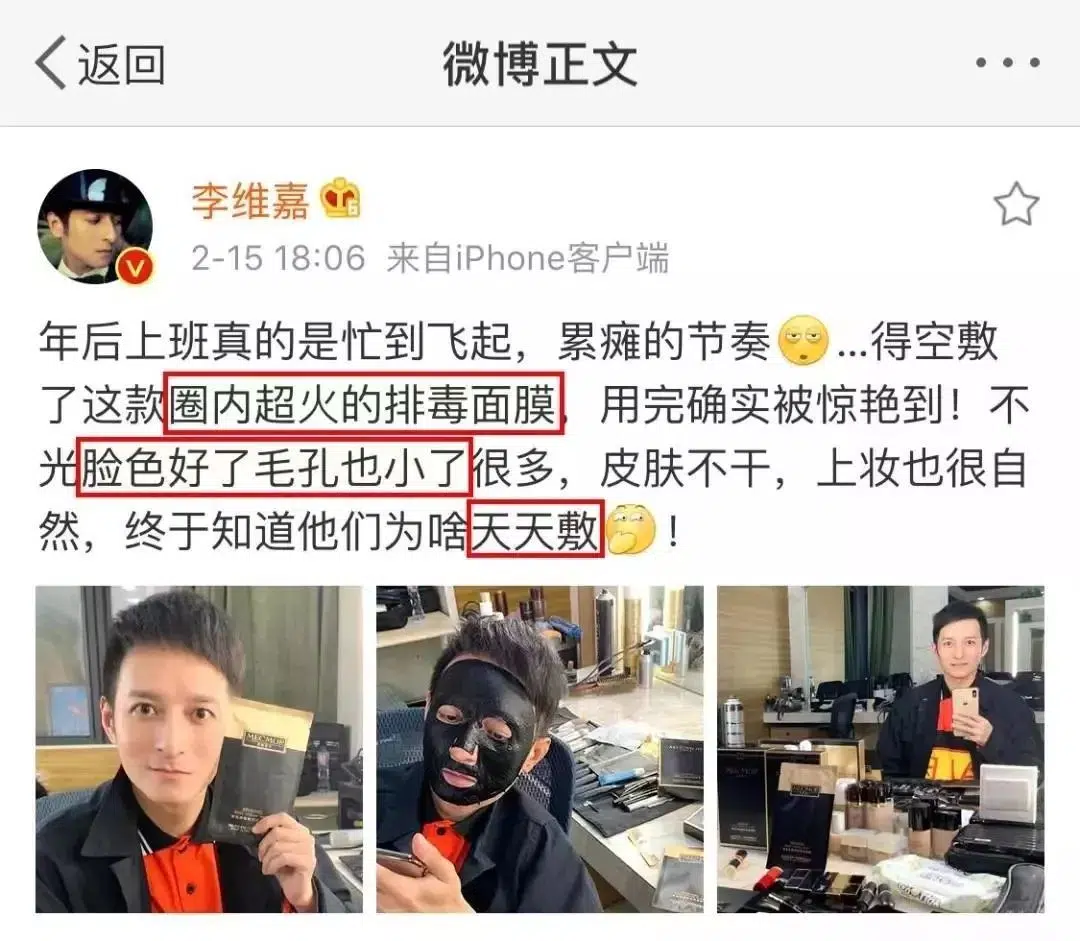 返回
微博正文
李维嘉
2-15 18:06 来自iPhone客户端
年后上班真的是忙到飞起，累瘫的节奏...得空敷
了这款圈内超火的排毒面膜，用完确实被惊艳到！不
光脸色好了毛孔也小了很多，皮肤不干，上妆也很自
然，终于知道他们为啥天天敷！